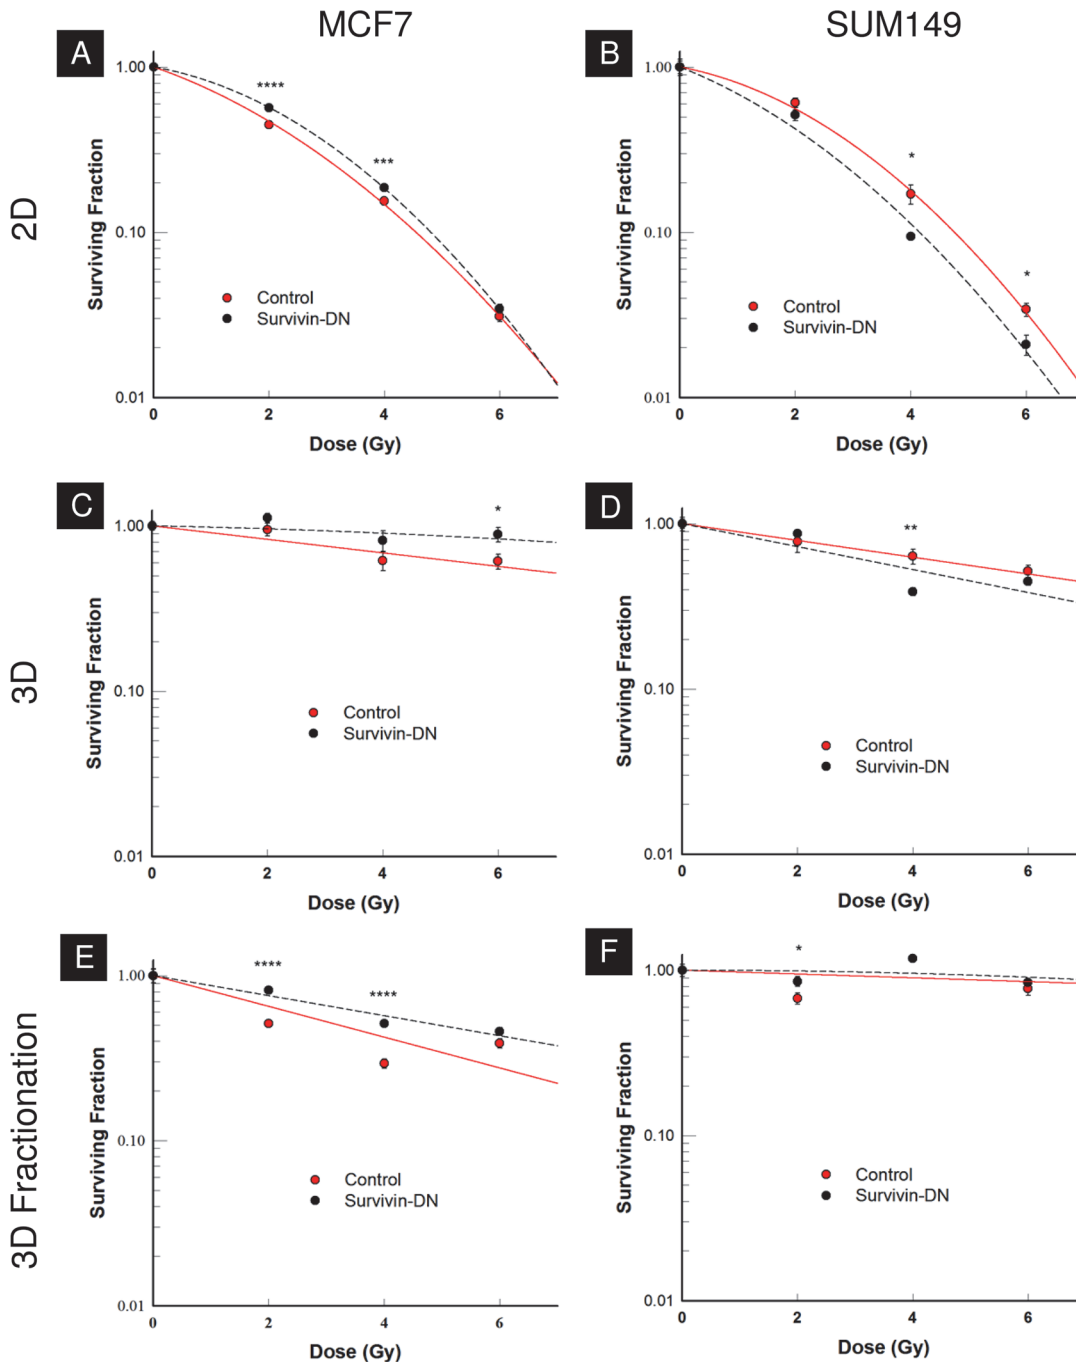 MCF7
SUM149
2D
A
1.00
0.10
0.01
Surviving Fraction
****
***
Control
Survivin-DN
0 2 4 6
Dose (Gy)
B
1.00
0.10
0.01
Surviving Fraction
*
*
Control
Survivin-DN
0 2 4 6
Dose (Gy)
3D
C
1.00
0.10
0.01
Surviving Fraction
*
Control
Survivin-DN
0 2 4 6
Dose (Gy)
D
1.00
0.10
0.01
Surviving Fraction
**
Control
Survivin-DN
0 2 4 6
Dose (Gy)
3D Fractionation
E
1.00
0.10
0.01
Surviving Fraction
****
****
Control
Survivin-DN
0 2 4 6
Dose (Gy)
F
1.00
0.10
0.01
Surviving Fraction
*
Control
Survivin-DN
0 2 4 6
Dose (Gy)